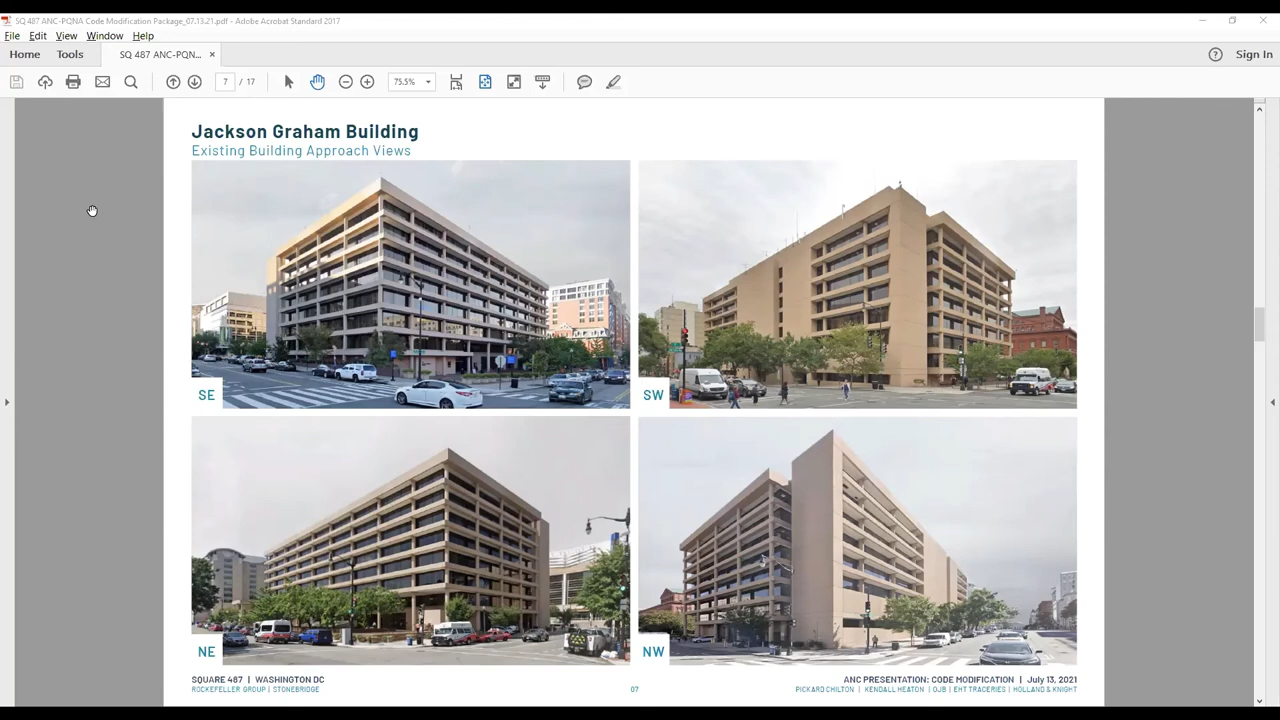 SQ 487 ANC-PQNA Code Modification Package_07.13.21.pdf - Adobe Acrobat Standard 2017
File Edit View Window Help
Home Tools SQ 487 ANC-PQN... × Sign In
7 / 17 75.5%
Jackson Graham Building
Existing Building Approach Views
SE
SW
NE
NW
SQUARE 487 | WASHINGTON DC
ROCKEFELLER GROUP | STONEBRIDGE
07
ANC PRESENTATION: CODE MODIFICATION | July 13, 2021
PICKARD CHILTON | KENDALL HEATON | OJB | EHT TRACERIES | HOLLAND & KNIGHT